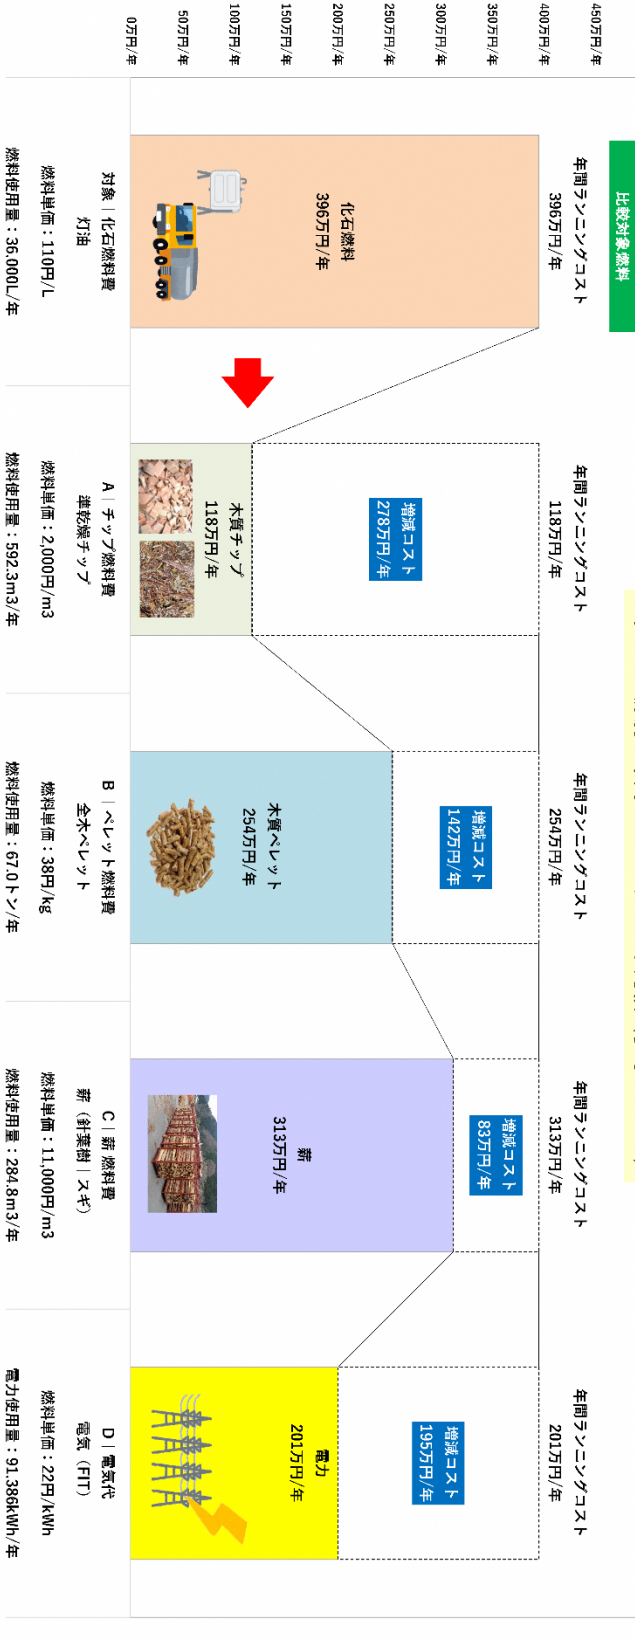 比較対象燃料
450万円/年
400万円/年
350万円/年
300万円/年
250万円/年
200万円/年
150万円/年
100万円/年
50万円/年
0万円/年
年間ランニングコスト
396万円/年
化石燃料
396万円/年
対象｜化石燃料費
灯油
燃料単価：110円/L
燃料使用量：36,000L/年
年間ランニングコスト
118万円/年
増減コスト
278万円/年
木質チップ
118万円/年
A｜チップ燃料費
準乾燥チップ
燃料単価：2,000円/m3
燃料使用量：592.3m3/年
年間ランニングコスト
254万円/年
増減コスト
142万円/年
木質ペレット
254万円/年
B｜ペレット燃料費
全木ペレット
燃料単価：38円/kg
燃料使用量：67.0トン/年
年間ランニングコスト
313万円/年
増減コスト
83万円/年
薪
313万円/年
C｜薪 燃料費
薪（針葉樹｜スギ）
燃料単価：11,000円/m3
燃料使用量：284.8m3/年
年間ランニングコスト
201万円/年
増減コスト
195万円/年
電力
201万円/年
D｜電気代
電気（FIT）
燃料単価：22円/kWh
電力使用量：91,386kWh/年